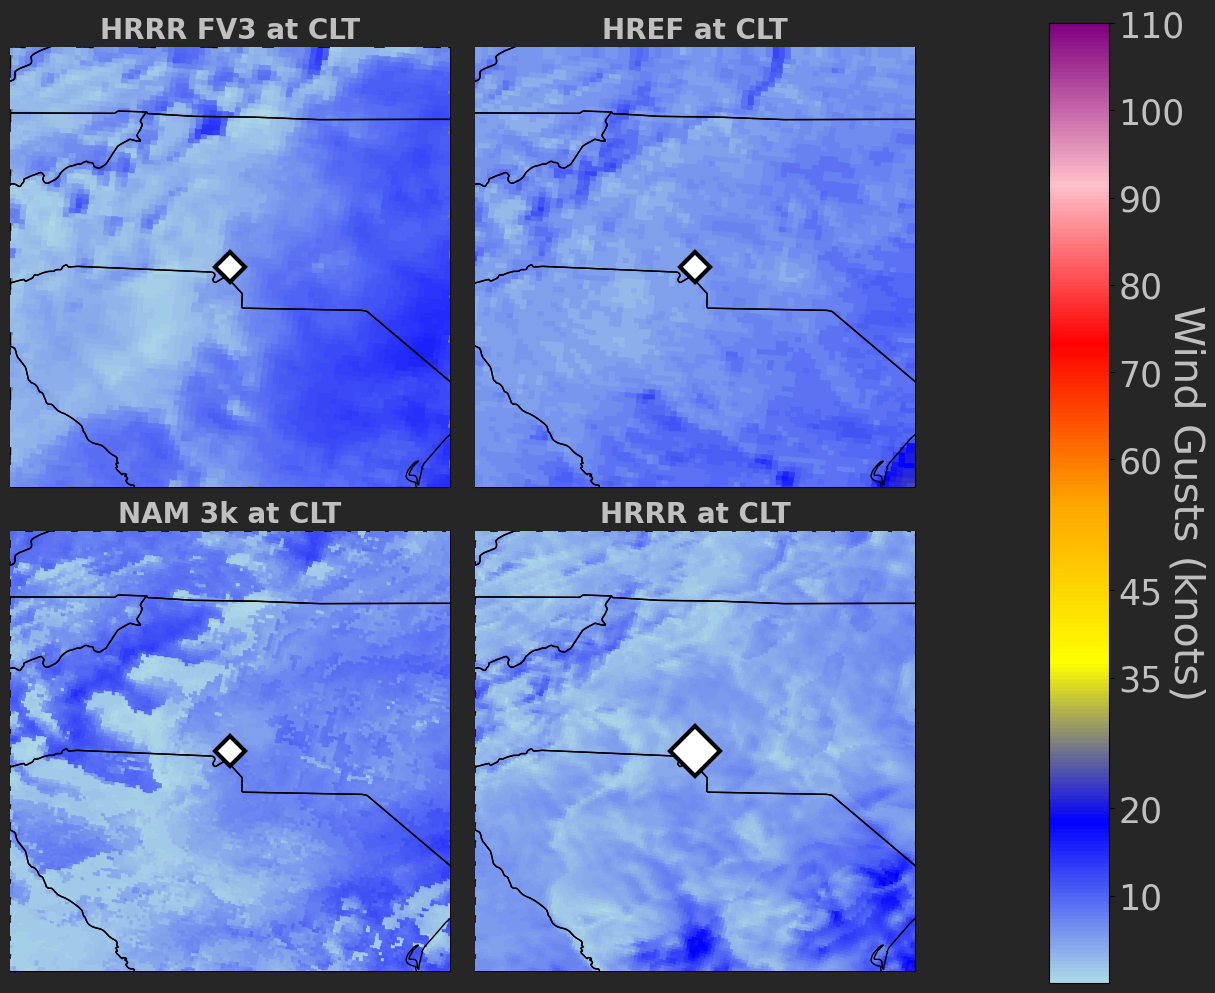 HRRR FV3 at CLT
HREF at CLT
NAM 3k at CLT
HRRR at CLT
110
100
90
80
70
60
45
35
20
10
Wind Gusts (knots)